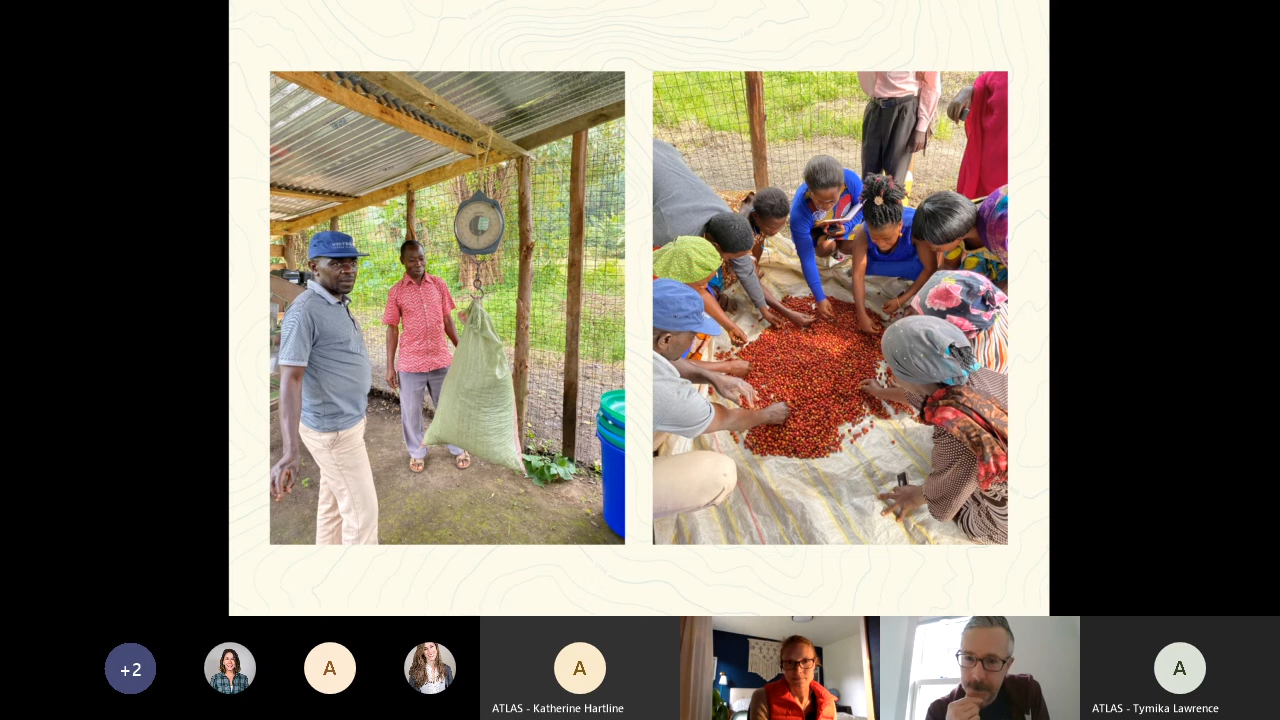 +2
A
A
A
ATLAS - Katherine Hartline
ATLAS - Tymika Lawrence